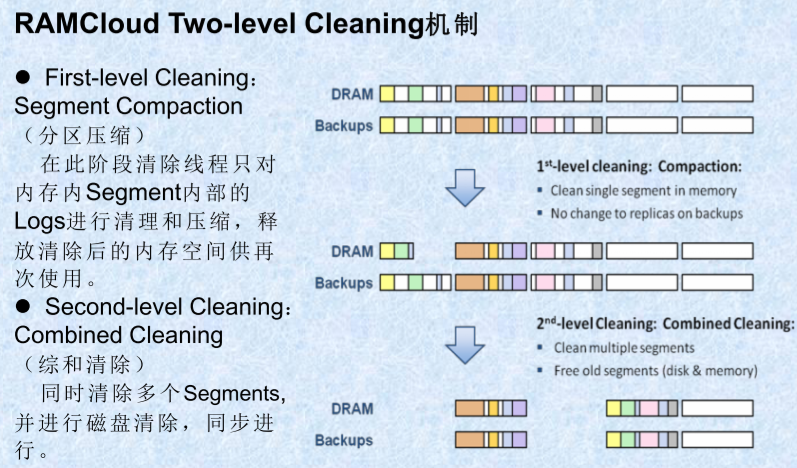 RAMCloud Two-level Cleaning机制
● First-level Cleaning：
Segment Compaction
（分区压缩）
在此阶段清除线程只对
内存内Segment内部的
Logs进行清理和压缩，释
放清除后的内存空间供再
次使用。
● Second-level Cleaning：
Combined Cleaning
（综和清除）
同时清除多个Segments,
并进行磁盘清除，同步进
行。
DRAM
Backups
1st-level cleaning: Compaction:
▪ Clean single segment in memory
▪ No change to replicas on backups
DRAM
Backups
2nd-level Cleaning: Combined Cleaning:
▪ Clean multiple segments
▪ Free old segments (disk & memory)
DRAM
Backups